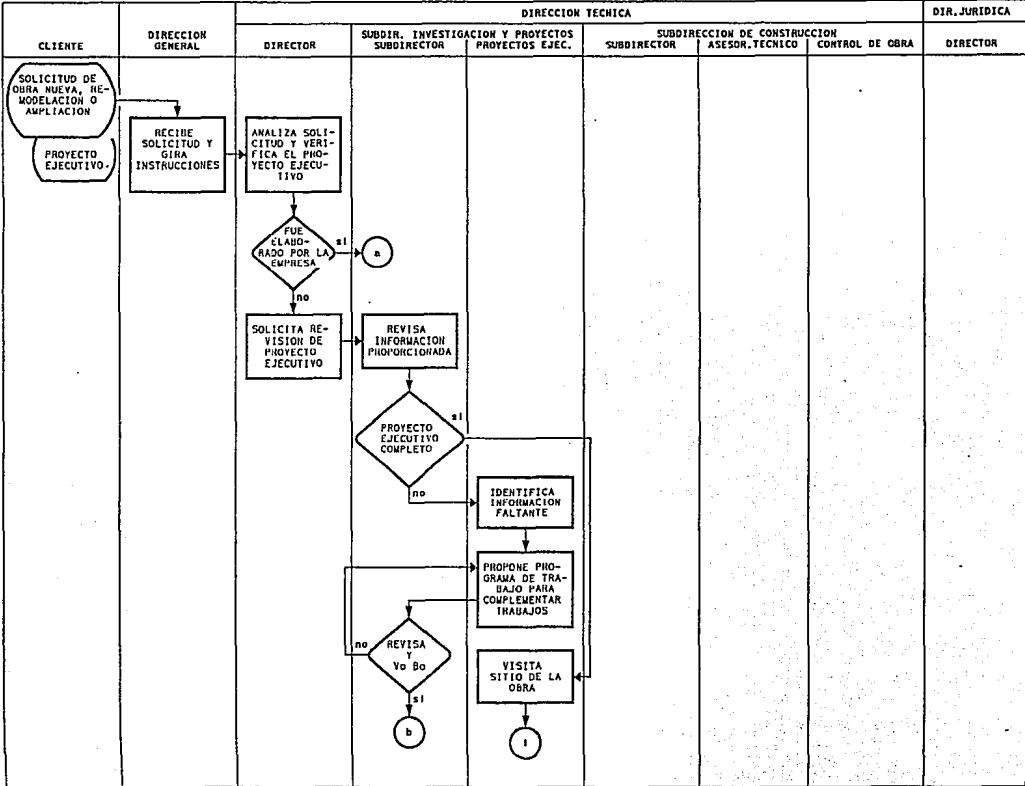 DIRECCION TECNICA
DIR.JURIDICA
CLIENTE
DIRECCION
GENERAL
DIRECTOR
SUBDIR. INVESTIGACION Y PROYECTOS
SUBDIRECTOR
PROYECTOS EJEC.
SUBDIRECCION DE CONSTRUCCION
SUBDIRECTOR
ASESOR.TECNICO
CONTROL DE OBRA
DIRECTOR
SOLICITUD DE
OBRA NUEVA, RE-
MODELACION O
AMPLIACION
PROYECTO
EJECUTIVO.
RECIBE
SOLICITUD Y
GIRA
INSTRUCCIONES
ANALIZA SOLI-
CITUD Y VERI-
FICA EL PRO-
YECTO EJECU-
TIVO
FUE
ELABO-
RADO POR LA
EMPRESA
si
a
no
SOLICITA RE-
VISION DE
PROYECTO
EJECUTIVO
REVISA
INFORMACION
PROPORCIONADA
PROYECTO
EJECUTIVO
COMPLETO
si
no
IDENTIFICA
INFORMACION
FALTANTE
PROPONE PRO-
GRAMA DE TRA-
BAJO PARA
COMPLEMENTAR
TRABAJOS
no
REVISA
Y
Vo Bo
si
b
VISITA
SITIO DE LA
OBRA
1